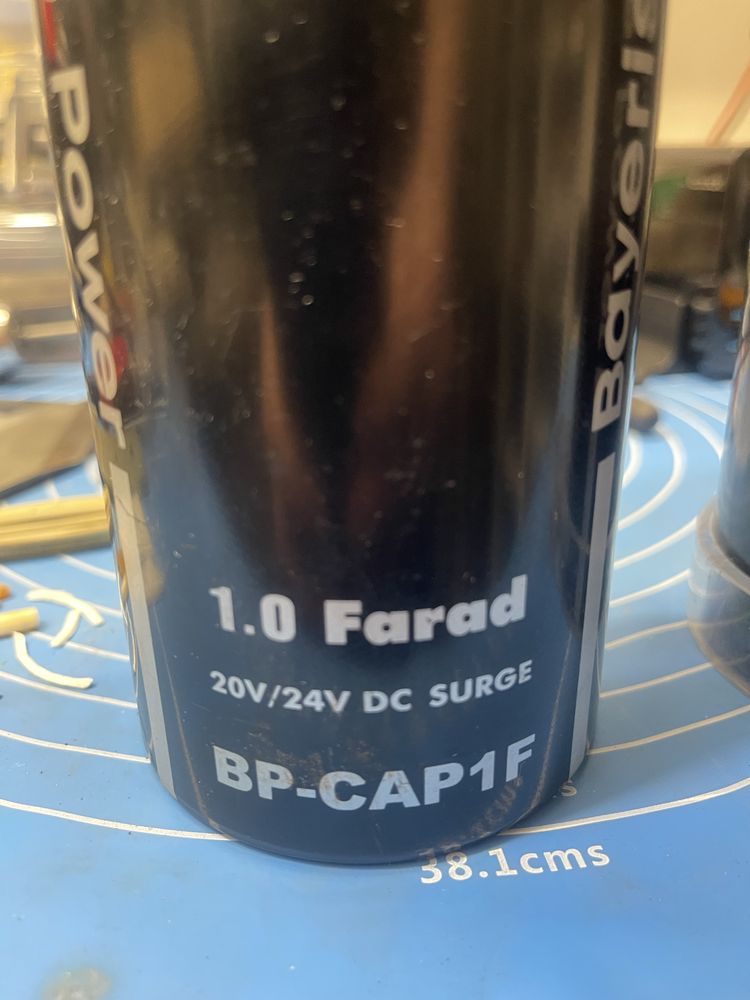 Power
Bayeris
1.0 Farad
20V/24V DC SURGE
BP-CAP1F
38.1cms